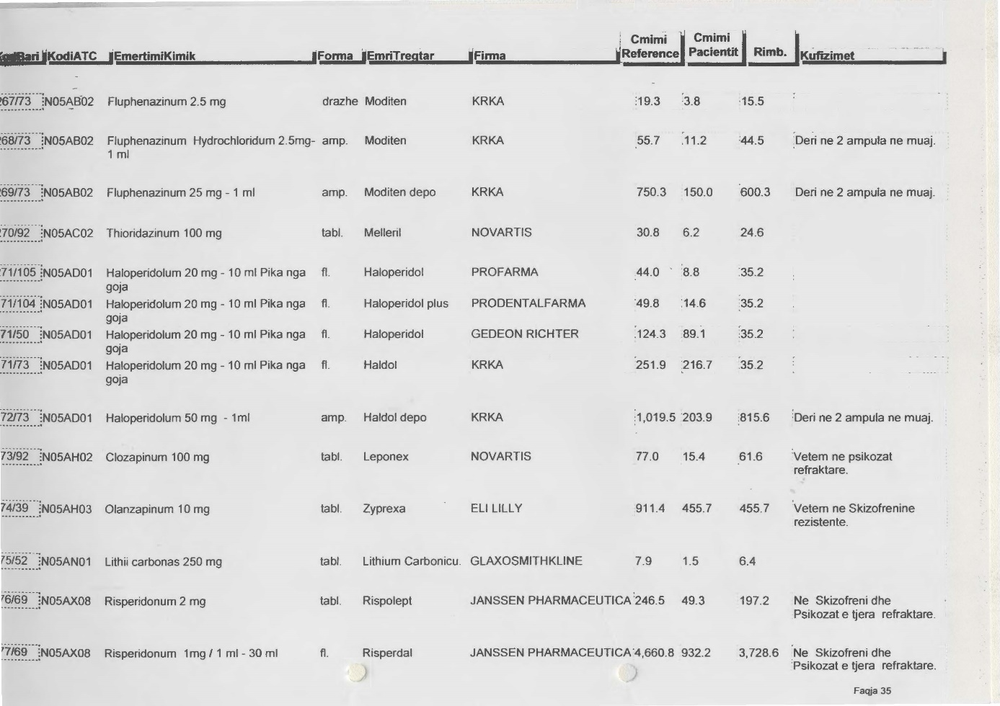 Cmimi Cmimi
KodiATC EmertimiKimik Forma EmriTregtar Firma Reference Pacientit Rimb. Kufizimet
267/73 N05AB02 Fluphenazinum 2.5 mg drazhe Moditen KRKA 19.3 3.8 15.5
268/73 N05AB02 Fluphenazinum Hydrochloridum 2.5mg- amp. Moditen KRKA 55.7 11.2 44.5 Deri ne 2 ampula ne muaj.
1 ml
269/73 N05AB02 Fluphenazinum 25 mg - 1 ml amp. Moditen depo KRKA 750.3 150.0 600.3 Deri ne 2 ampula ne muaj.
270/92 N05AC02 Thioridazinum 100 mg tabl. Melleril NOVARTIS 30.8 6.2 24.6
271/105 N05AD01 Haloperidolum 20 mg - 10 ml Pika nga fl. Haloperidol PROFARMA 44.0 8.8 35.2
goja
71/104 N05AD01 Haloperidolum 20 mg - 10 ml Pika nga fl. Haloperidol plus PRODENTALFARMA 49.8 14.6 35.2
goja
71/50 N05AD01 Haloperidolum 20 mg - 10 ml Pika nga fl. Haloperidol GEDEON RICHTER 124.3 89.1 35.2
goja
71/73 N05AD01 Haloperidolum 20 mg - 10 ml Pika nga fl. Haldol KRKA 251.9 216.7 35.2
goja
72/73 N05AD01 Haloperidolum 50 mg - 1ml amp. Haldol depo KRKA 1,019.5 203.9 815.6 Deri ne 2 ampula ne muaj.
73/92 N05AH02 Clozapinum 100 mg tabl. Leponex NOVARTIS 77.0 15.4 61.6 Vetem ne psikozat
refraktare.
74/39 N05AH03 Olanzapinum 10 mg tabl. Zyprexa ELI LILLY 911.4 455.7 455.7 Vetem ne Skizofrenine
rezistente.
75/52 N05AN01 Lithii carbonas 250 mg tabl. Lithium Carbonicu. GLAXOSMITHKLINE 7.9 1.5 6.4
76/69 N05AX08 Risperidonum 2 mg tabl. Rispolept JANSSEN PHARMACEUTICA 246.5 49.3 197.2 Ne Skizofreni dhe
Psikozat e tjera refraktare.
77/69 N05AX08 Risperidonum 1mg / 1 ml - 30 ml fl. Risperdal JANSSEN PHARMACEUTICA 4,660.8 932.2 3,728.6 Ne Skizofreni dhe
Psikozat e tjera refraktare.
Faqja 35